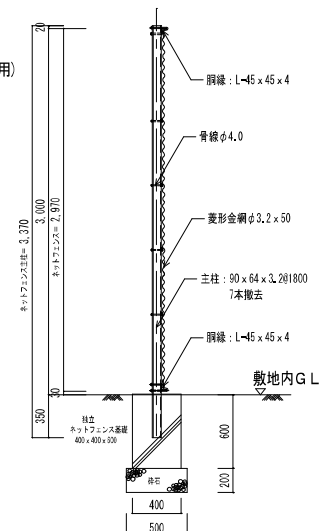 用)
20
胴縁：L-45 x 45 x 4
骨線φ4.0
菱形金網φ3.2 x 50
主柱：90 x 64 x 3.2@1800
7本撤去
胴縁：L-45 x 45 x 4
ネットフェンス主柱= 3,370
3,000
ネットフェンス= 2,970
30
350
敷地内GL
独立
ネットフェンス基礎
400 x 400 x 600
600
砕石
200
400
500